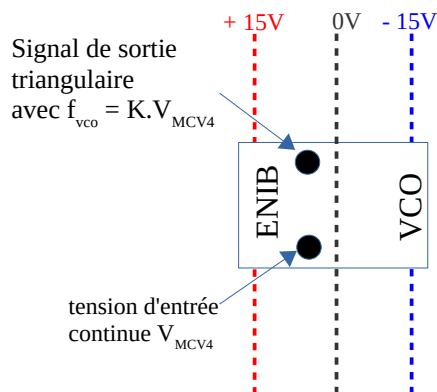 + 15V 0V - 15V
Signal de sortie
triangulaire
avec f_vco = K.V_MCV4
ENIB
VCO
tension d'entrée
continue V_MCV4